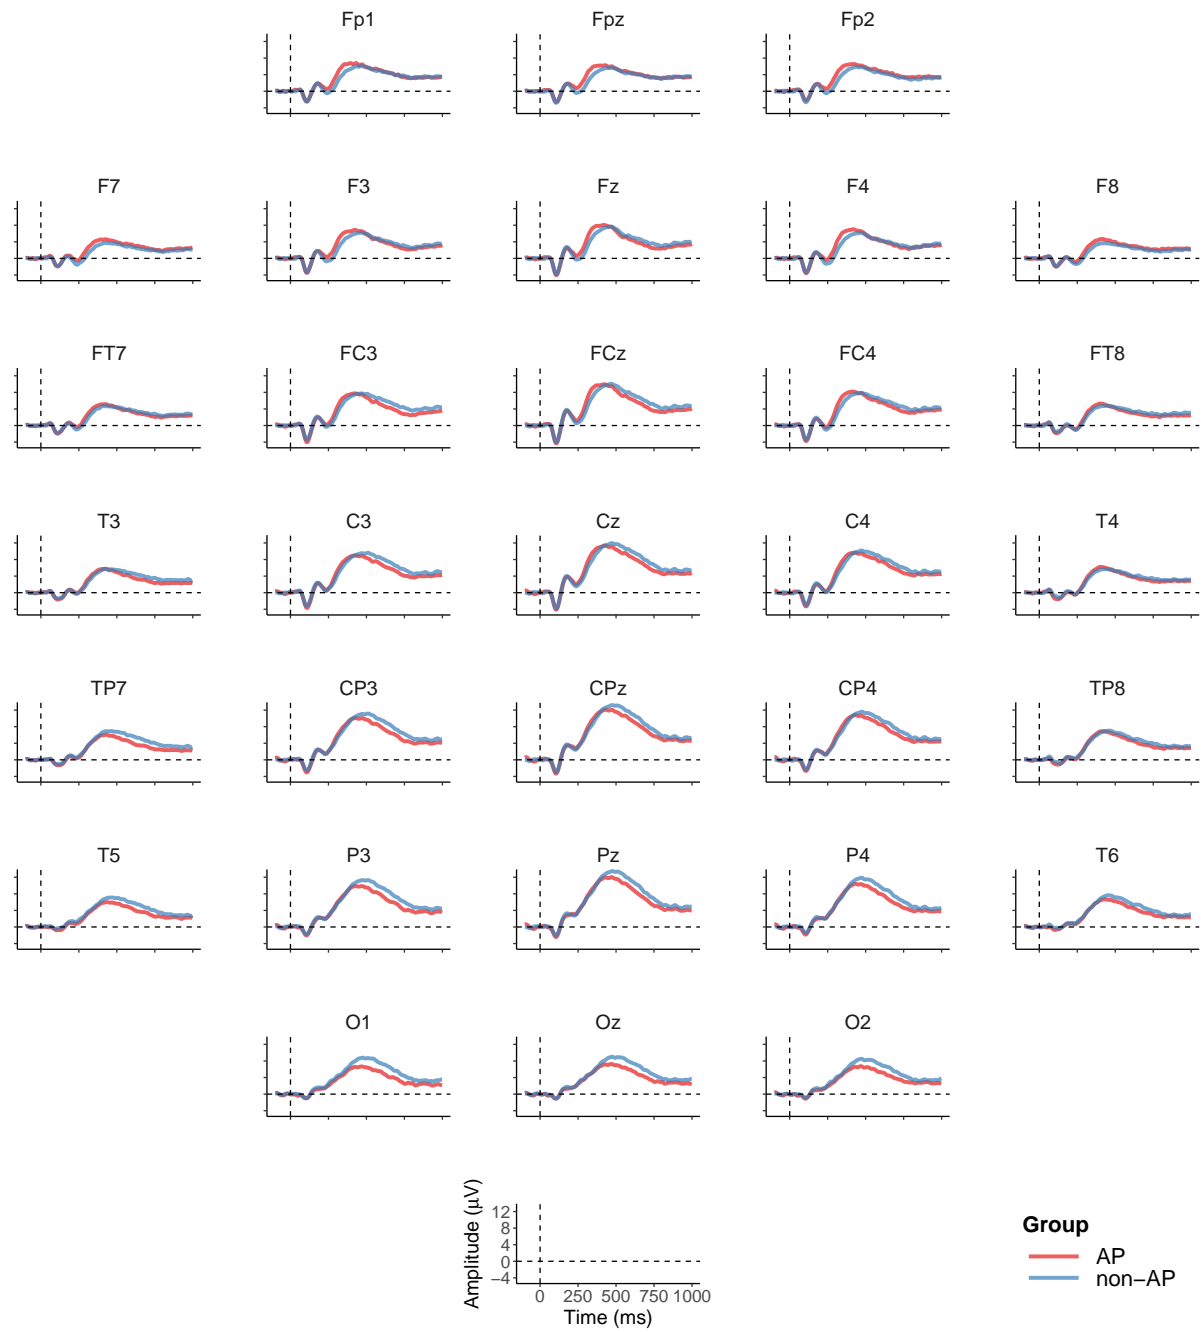 Fp1 Fpz Fp2
F7 F3 Fz F4 F8
FT7 FC3 FCz FC4 FT8
T3 C3 Cz C4 T4
TP7 CP3 CPz CP4 TP8
T5 P3 Pz P4 T6
O1 Oz O2
Amplitude (μV)
12
8
4
0
−4
0 250 500 750 1000
Time (ms)
Group
AP
non−AP